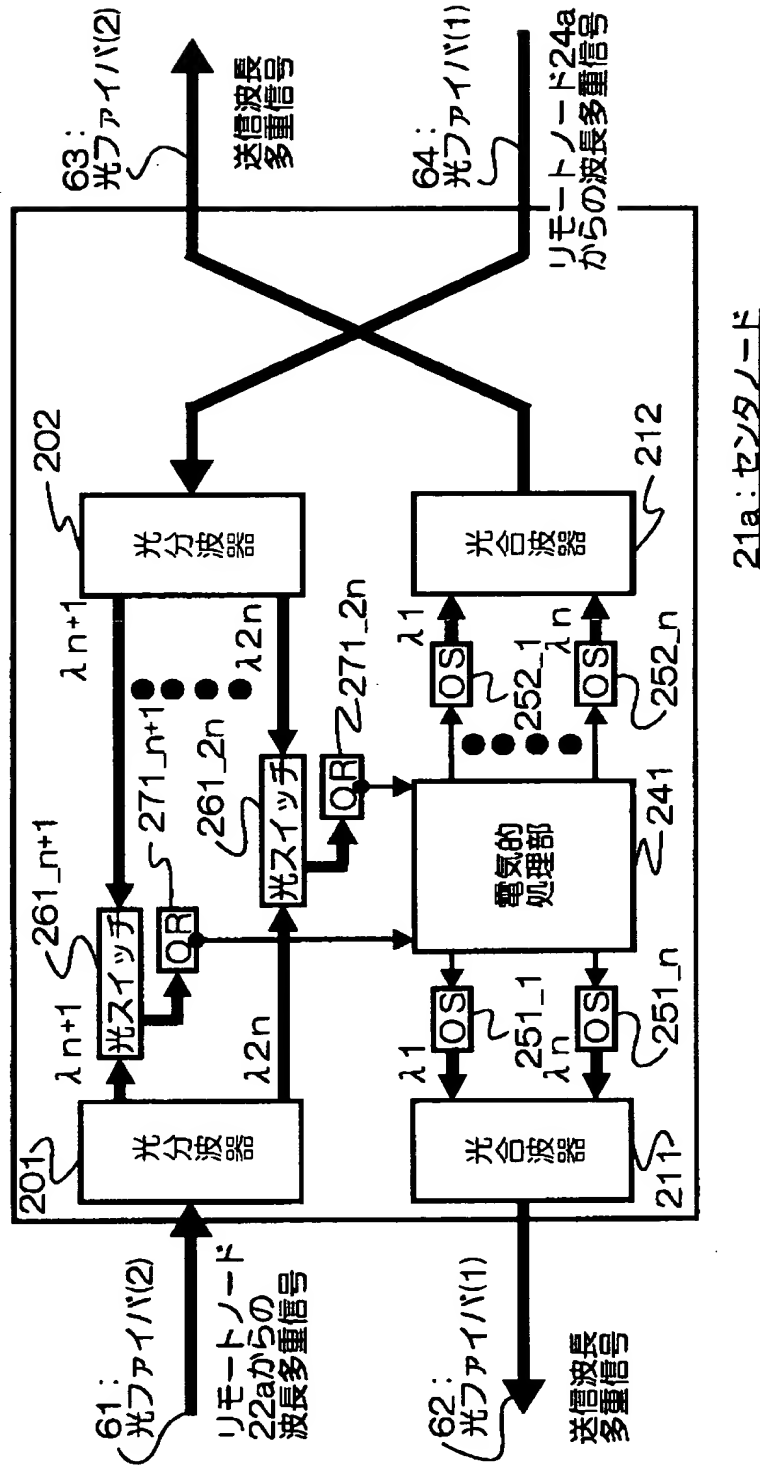 61:
光ファイバ(2)
リモートノード
22aからの
波長多重信号
62:
光ファイバ(1)
送信波長
多重信号
201
光分波器
λn+1
λ2n
光スイッチ
261_n+1
OR
271_n+1
光スイッチ
261_2n
OR
271_2n
λn+1
λ2n
光分波器
202
63:
光ファイバ(2)
送信波長
多重信号
64:
光ファイバ(1)
リモートノード24a
からの波長多重信号
211
光合波器
λ1
OS
251_1
λn
OS
251_n
電気的
処理部
241
OS
252_1
λ1
OS
252_n
λn
光合波器
212
21a:センタノード